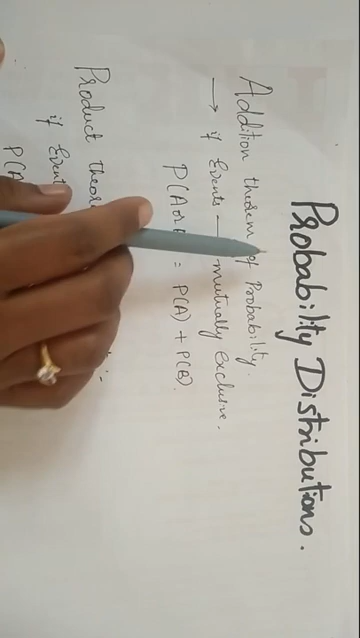 Probability Distributions.
Addition theorem of Probability.
→ if Events — mutually Exclusive.
P(A or = P(A) + P(B).
Product
if